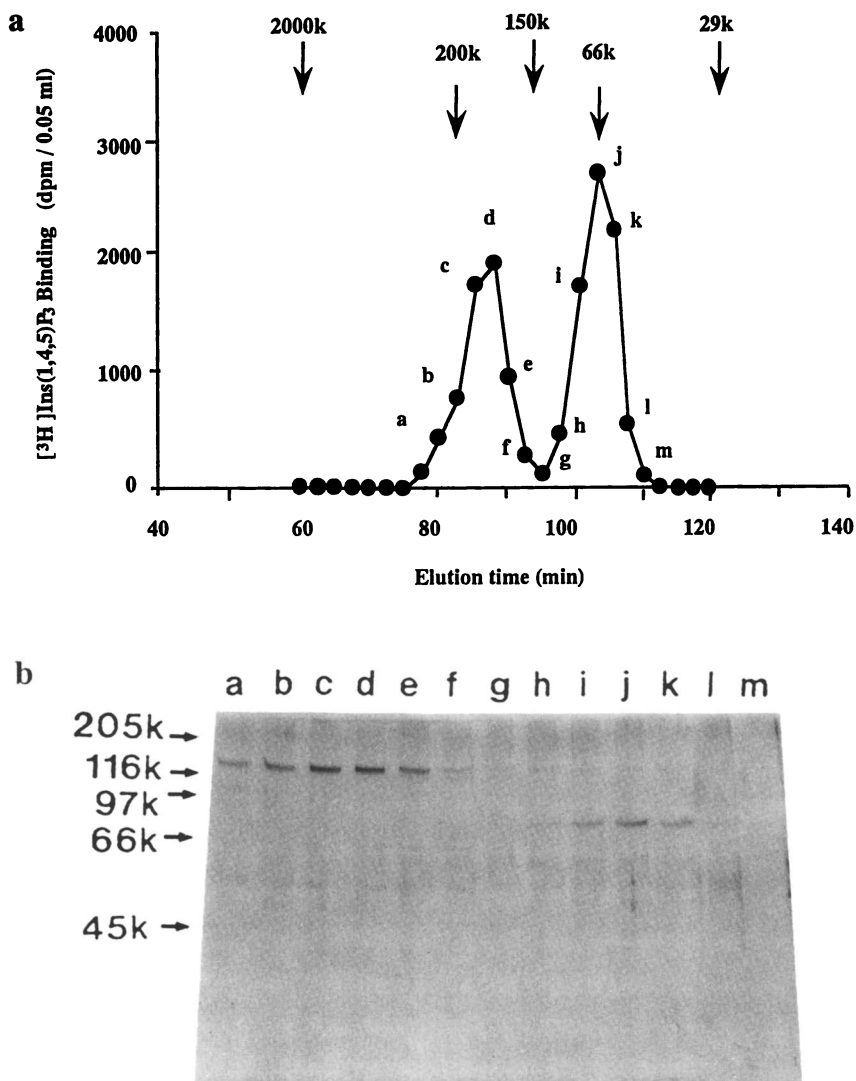 a
[³H ]Ins(1,4,5)P₃ Binding (dpm / 0.05 ml)
4000
3000
2000
1000
0
2000k
200k
150k
66k
29k
a
b
c
d
e
f
g
h
i
j
k
l
m
40
60
80
100
120
140
Elution time (min)
b
a b c d e f g h i j k l m
205k
116k
97k
66k
45k